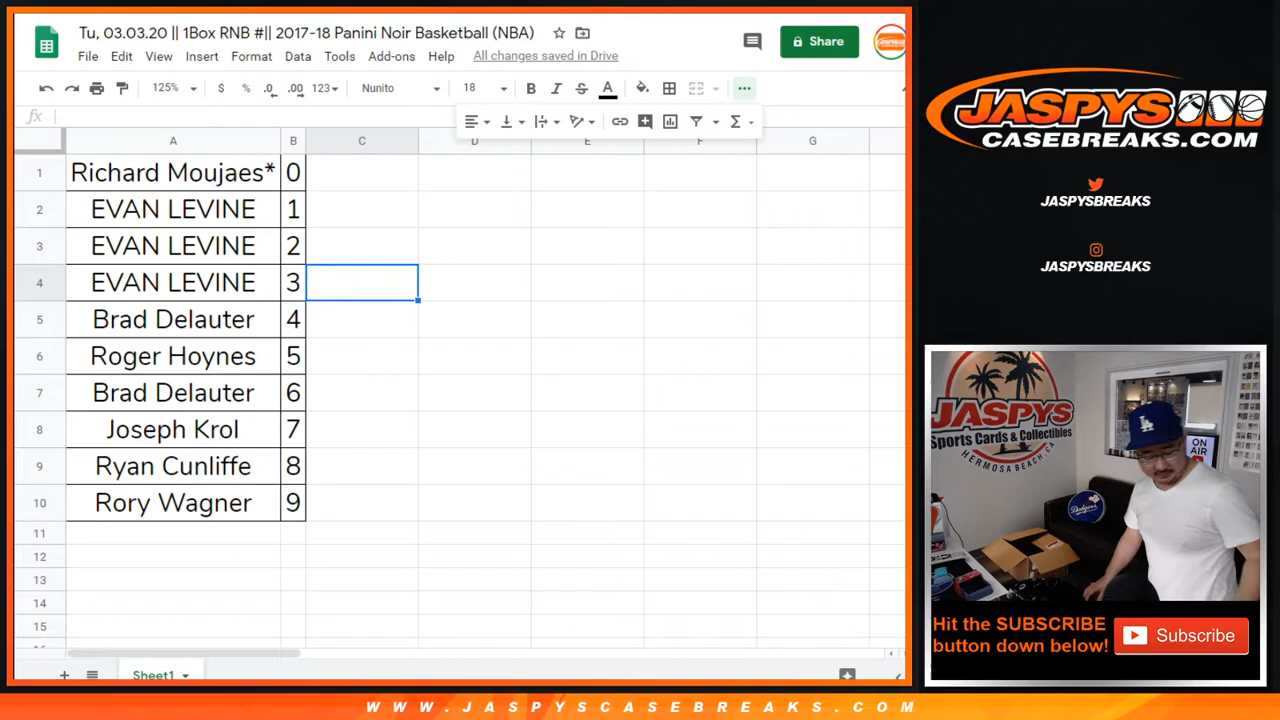 Tu, 03.03.20 || 1Box RNB #|| 2017-18 Panini Noir Basketball (NBA)
File Edit View Insert Format Data Tools Add-ons Help All changes saved in Drive
Share
125% $ % .0 .00 123 Nunito 18 B I S A
fx
A B C D E F G
1 Richard Moujaes* 0
2 EVAN LEVINE 1
3 EVAN LEVINE 2
4 EVAN LEVINE 3
5 Brad Delauter 4
6 Roger Hoynes 5
7 Brad Delauter 6
8 Joseph Krol 7
9 Ryan Cunliffe 8
10 Rory Wagner 9
11
12
13
14
15
Sheet1
JASPYS
CASEBREAKS.COM
JASPYSBREAKS
JASPYSBREAKS
JASPYS
Sports Cards & Collectibles
HERMOSA BEACH, CA
LA
ON
AIR
Dodgers
Hit the SUBSCRIBE
button down below!
Subscribe
WWW.JASPYSCASEBREAKS.COM